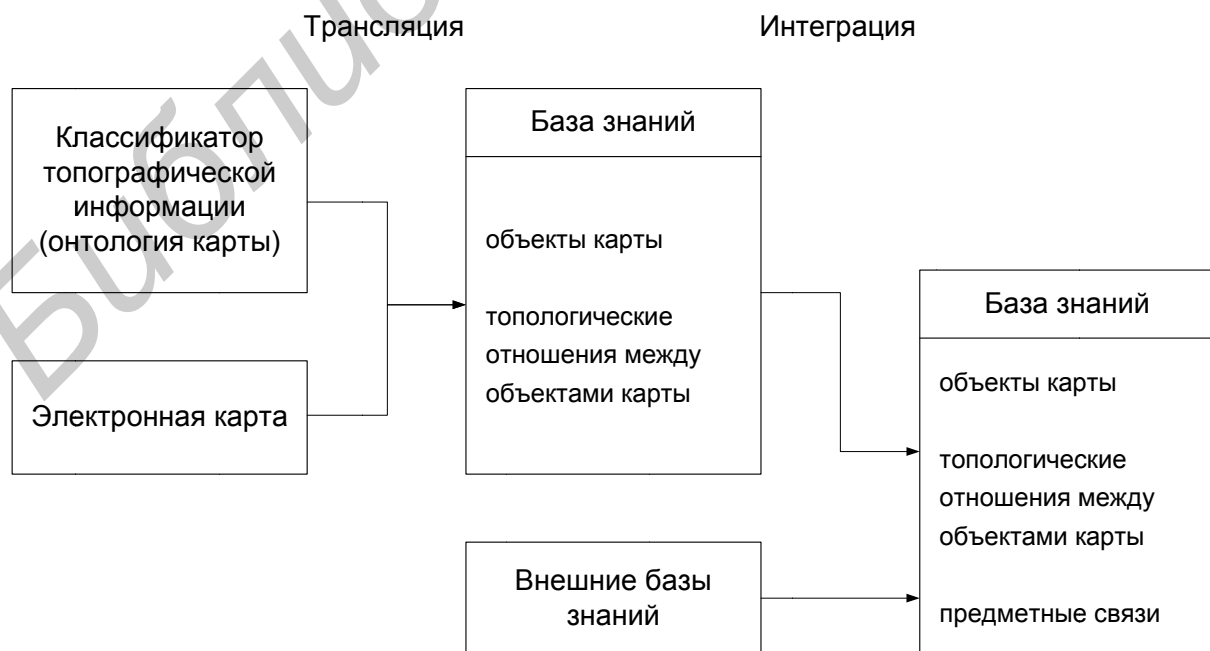 Трансляция
Интеграция
Классификатор
топографической
информации
(онтология карты)
Электронная карта
База знаний
объекты карты
топологические
отношения между
объектами карты
Внешние базы
знаний
База знаний
объекты карты
топологические
отношения между
объектами карты
предметные связи